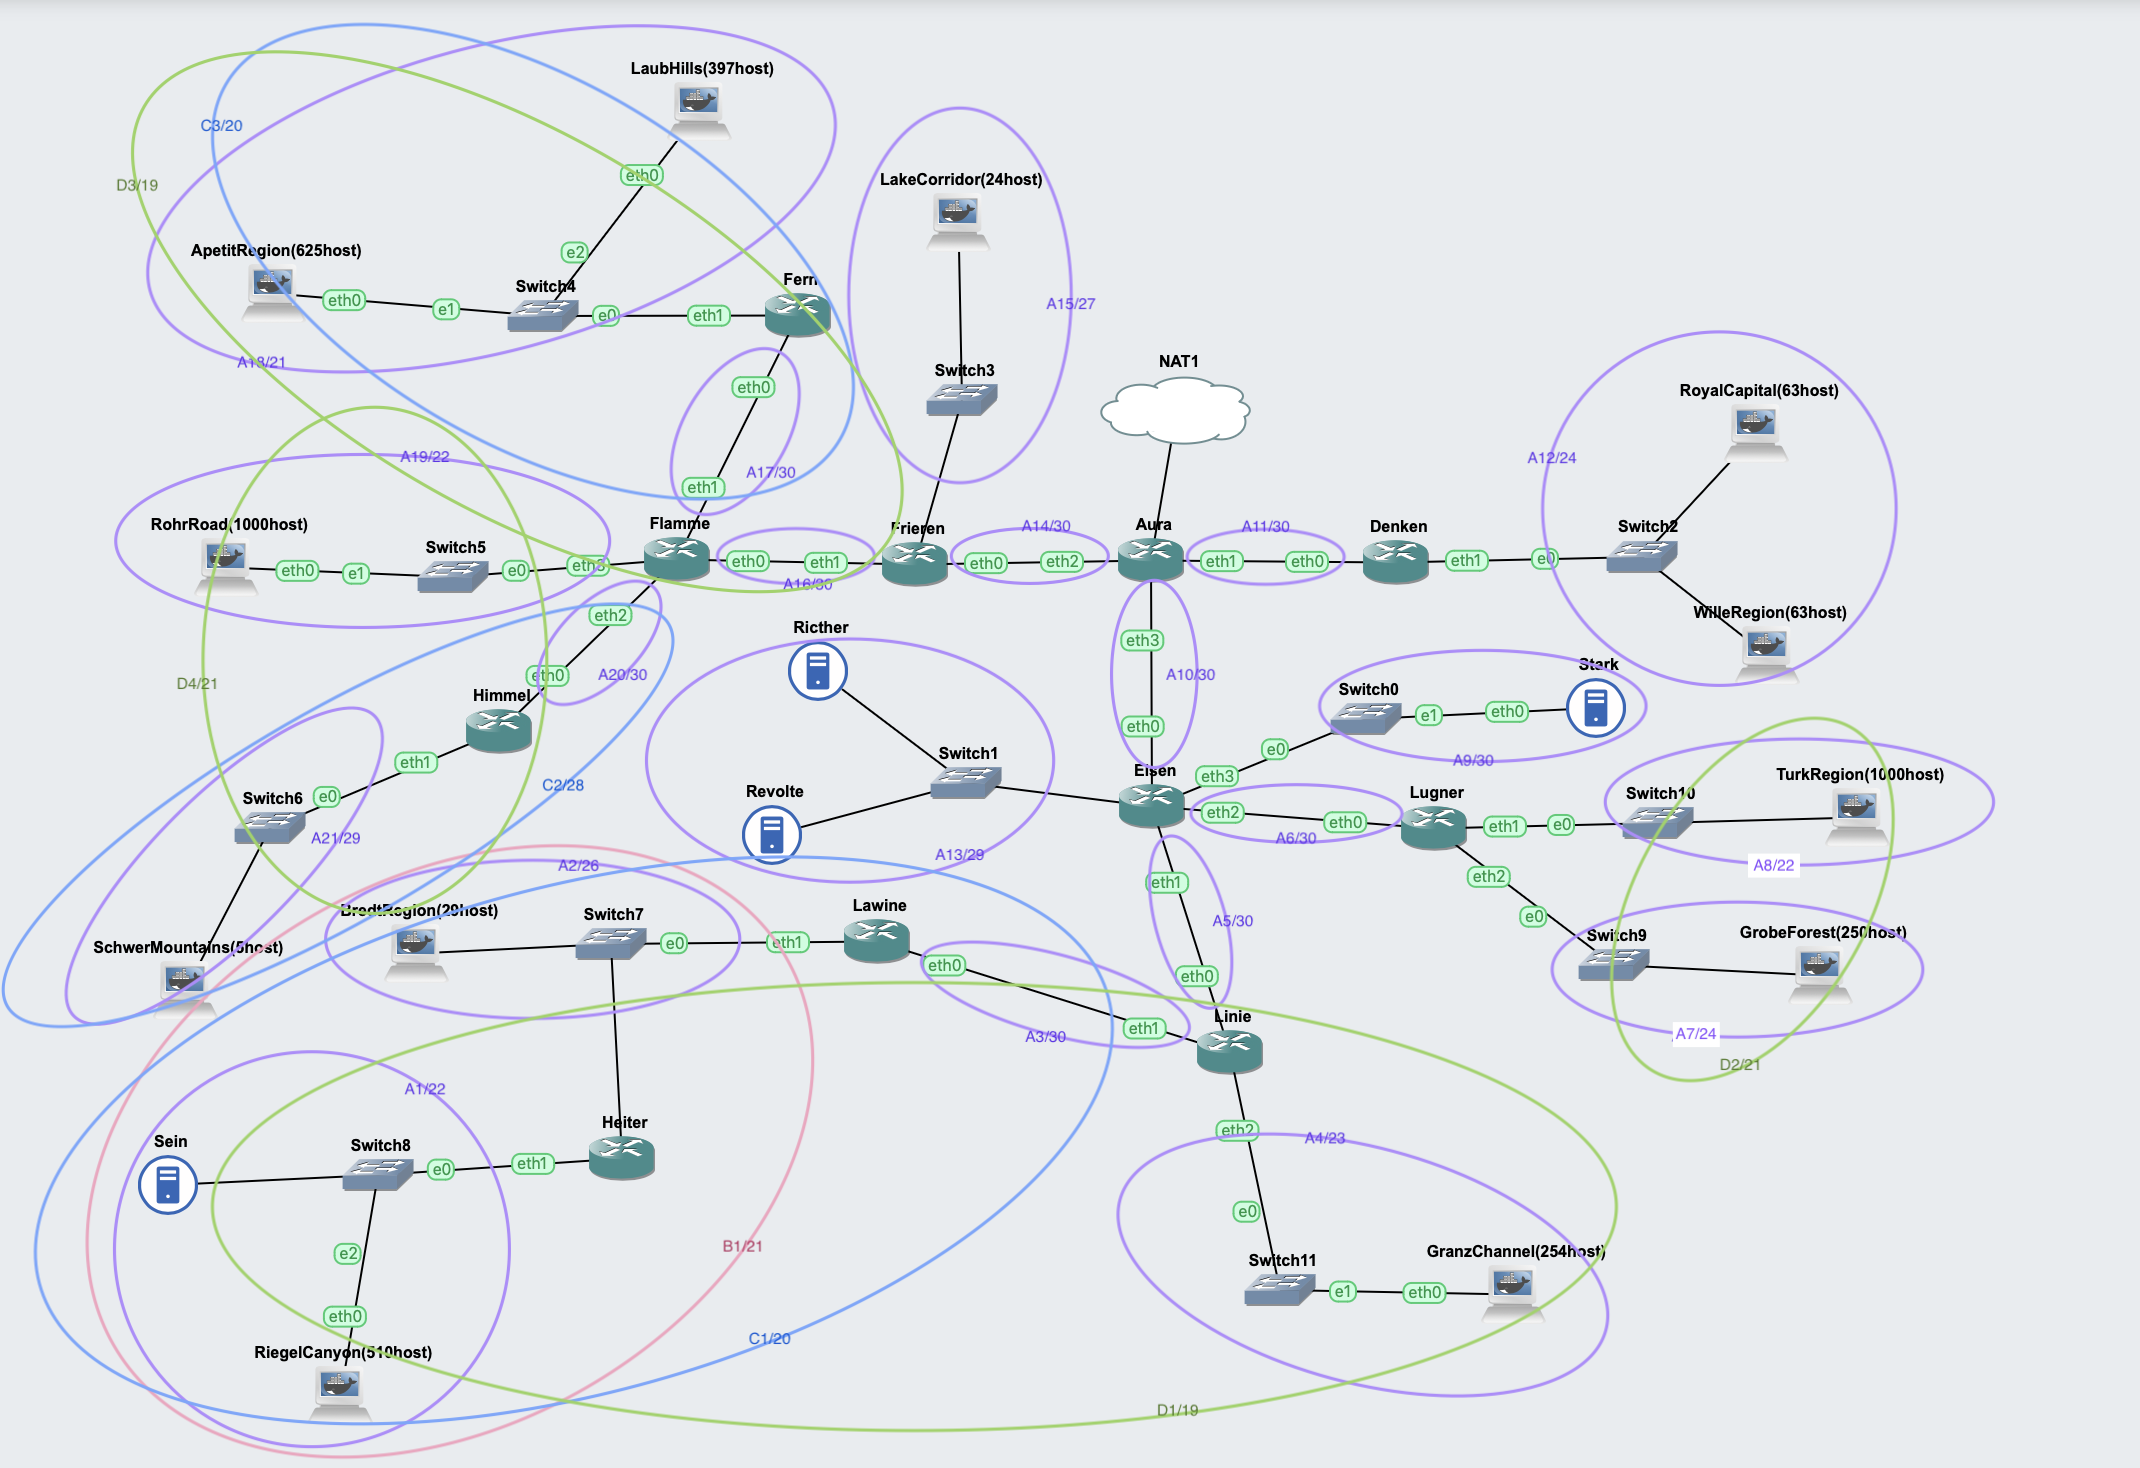 LaubHills(397host)
C3/20
eth0
D3/19
LakeCorridor(24host)
ApetitRegion(625host)
e2
Fern
Switch4
eth0
e1
e0
eth1
A15/27
A18/21
NAT1
Switch3
eth0
RoyalCapital(63host)
A19/22
A17/30
A12/24
eth1
RohrRoad(1000host)
Flamme
Frieren
A14/30
Aura
A11/30
Denken
Switch2
Switch5
eth0
e1
e0
eth3
eth0
eth1
eth0
eth2
eth1
eth0
eth1
e0
A16/30
WilleRegion(63host)
eth2
Ricther
eth3
D4/21
eth0
A20/30
A10/30
Stark
Himmel
Switch0
e1
eth0
eth0
eth1
Switch1
e0
A9/30
C2/28
Eisen
eth3
TurkRegion(1000host)
Switch6
e0
Revolte
Lugner
Switch10
eth2
eth0
eth1
e0
A21/29
A6/30
A13/29
A2/26
A8/22
eth1
eth2
BredtRegion(29host)
Switch7
Lawine
A5/30
e0
Switch9
GrobeForest(250host)
SchwerMountains(5host)
e0
eth1
eth0
eth0
Linie
A3/30
eth1
A7/24
D2/21
A1/22
Heiter
eth2
A4/23
Sein
Switch8
e0
eth1
e0
B1/21
e2
Switch11
GranzChannel(254host)
e1
eth0
eth0
C1/20
RiegelCanyon(510host)
D1/19